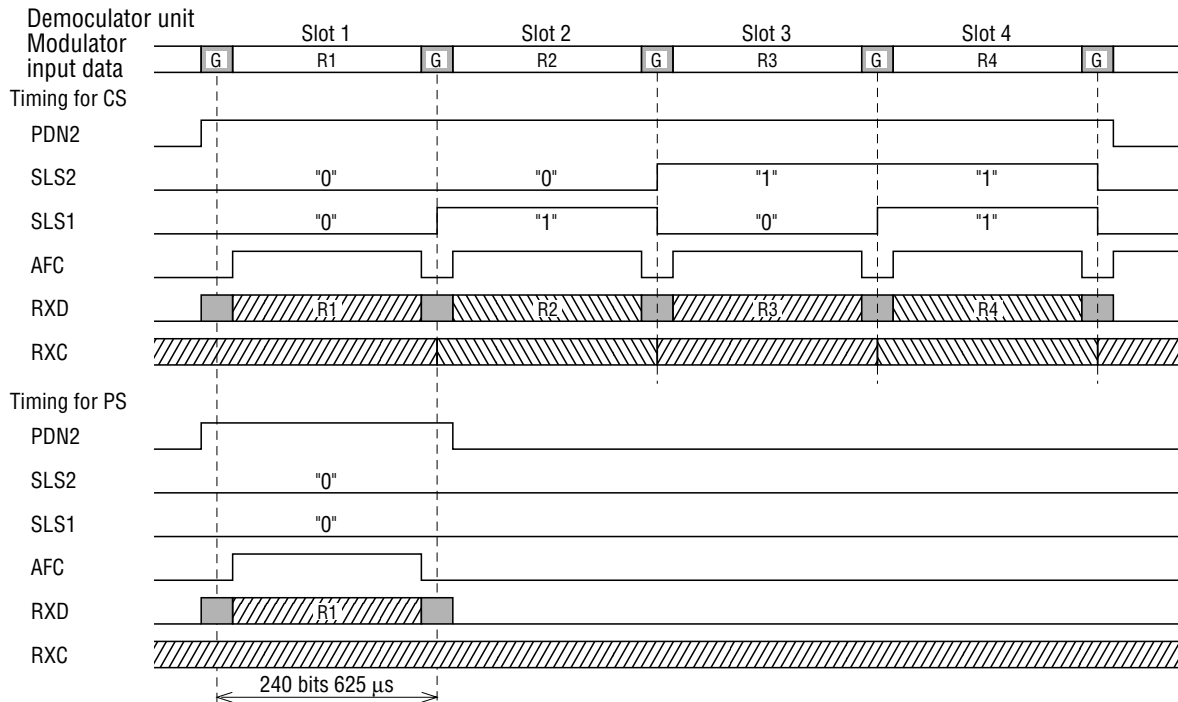 Democulator unit
Slot 1 Slot 2 Slot 3 Slot 4
Modulator
input data
G R1 G R2 G R3 G R4 G
Timing for CS
PDN2
SLS2 "0" "0" "1" "1"
SLS1 "0" "1" "0" "1"
AFC
RXD R1 R2 R3 R4
RXC
Timing for PS
PDN2
SLS2 "0"
SLS1 "0"
AFC
RXD R1
RXC
240 bits 625 μs